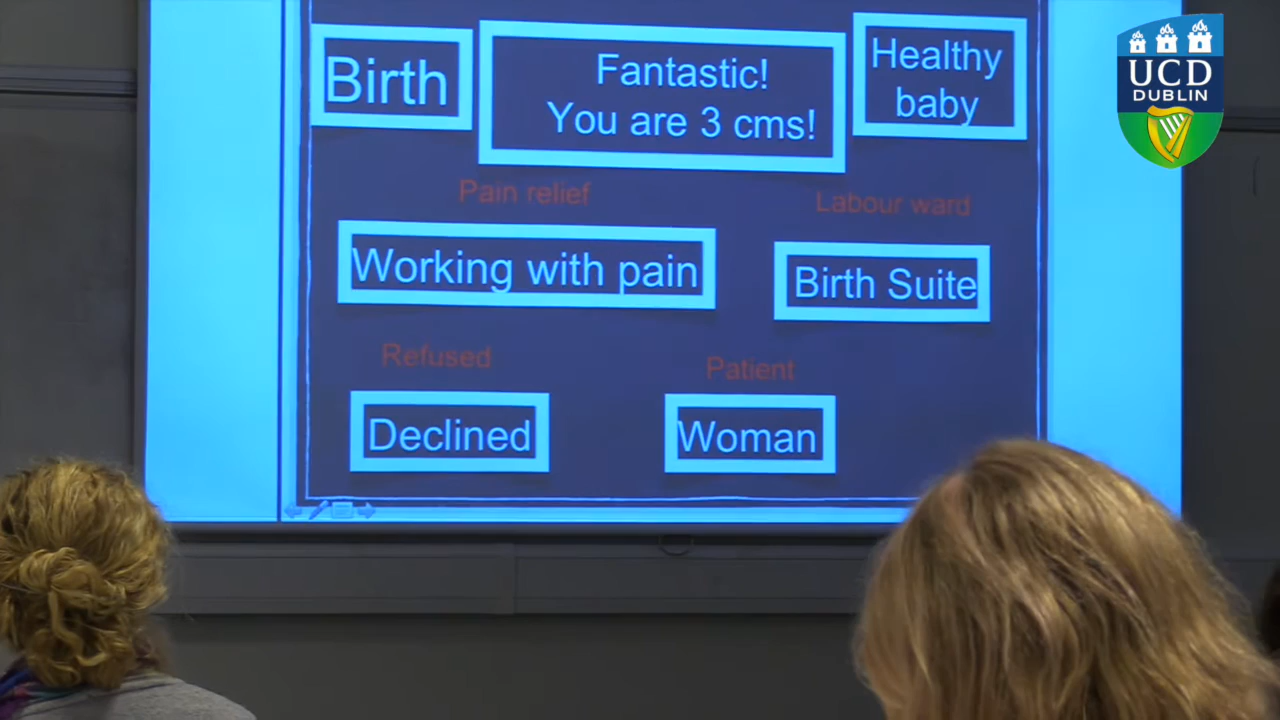 Birth
Fantastic!
You are 3 cms!
Healthy
baby
Pain relief
Labour ward
Working with pain
Birth Suite
Refused
Patient
Declined
Woman
UCD
DUBLIN